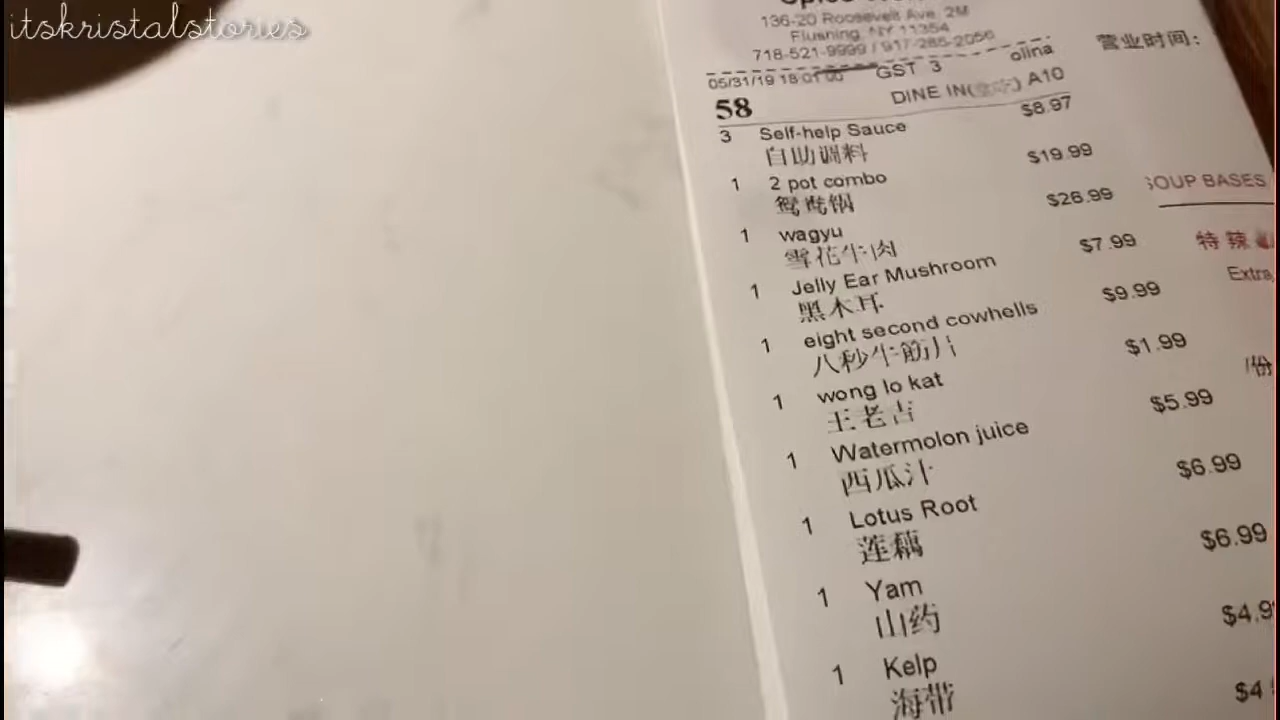 itskristalstories
136-20 Roosevelt Ave. 2M
Flushing, NY 11354
718-521-9999 / 917-285-2056
olina
营业时间:
05/31/19 18:01:00 GST 3
58 DINE IN( ) A10
3 Self-help Sauce $8.97
自助调料
1 2 pot combo $19.99
鸳鸯锅
1 wagyu $26.99
雪花牛肉
1 Jelly Ear Mushroom $7.99
黑木耳
1 eight second cowhells $9.99
八秒牛筋片
1 wong lo kat $1.99
王老吉
1 Watermolon juice $5.99
西瓜汁
1 Lotus Root $6.99
莲藕
1 Yam $6.99
山药
1 Kelp $4.9
海带
$4
SOUP BASES
特辣
Extra
/份